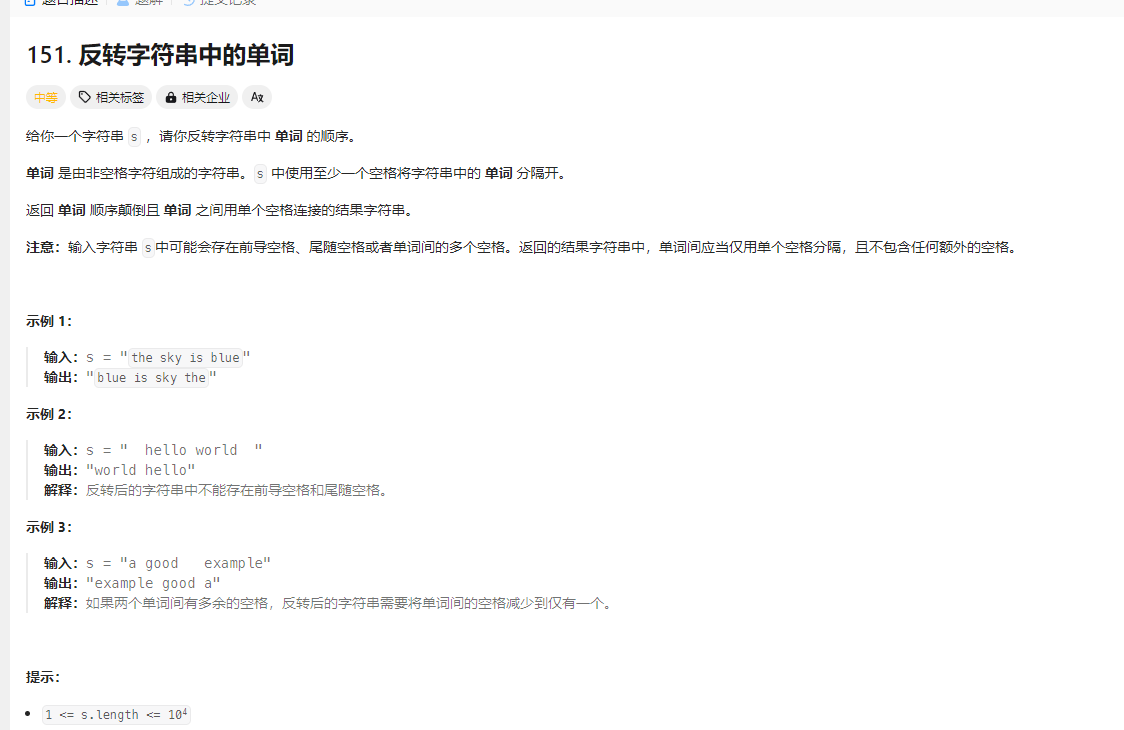 题目描述 题解 提交记录
151. 反转字符串中的单词
中等 相关标签 相关企业 Aあ
给你一个字符串 s ，请你反转字符串中 单词 的顺序。
单词 是由非空格字符组成的字符串。s 中使用至少一个空格将字符串中的 单词 分隔开。
返回 单词 顺序颠倒且 单词 之间用单个空格连接的结果字符串。
注意：输入字符串 s中可能会存在前导空格、尾随空格或者单词间的多个空格。返回的结果字符串中，单词间应当仅用单个空格分隔，且不包含任何额外的空格。
示例 1：
输入：s = "the sky is blue"
输出："blue is sky the"
示例 2：
输入：s = "  hello world  "
输出："world hello"
解释：反转后的字符串中不能存在前导空格和尾随空格。
示例 3：
输入：s = "a good   example"
输出："example good a"
解释：如果两个单词间有多余的空格，反转后的字符串需要将单词间的空格减少到仅有一个。
提示：
1 <= s.length <= 10⁴